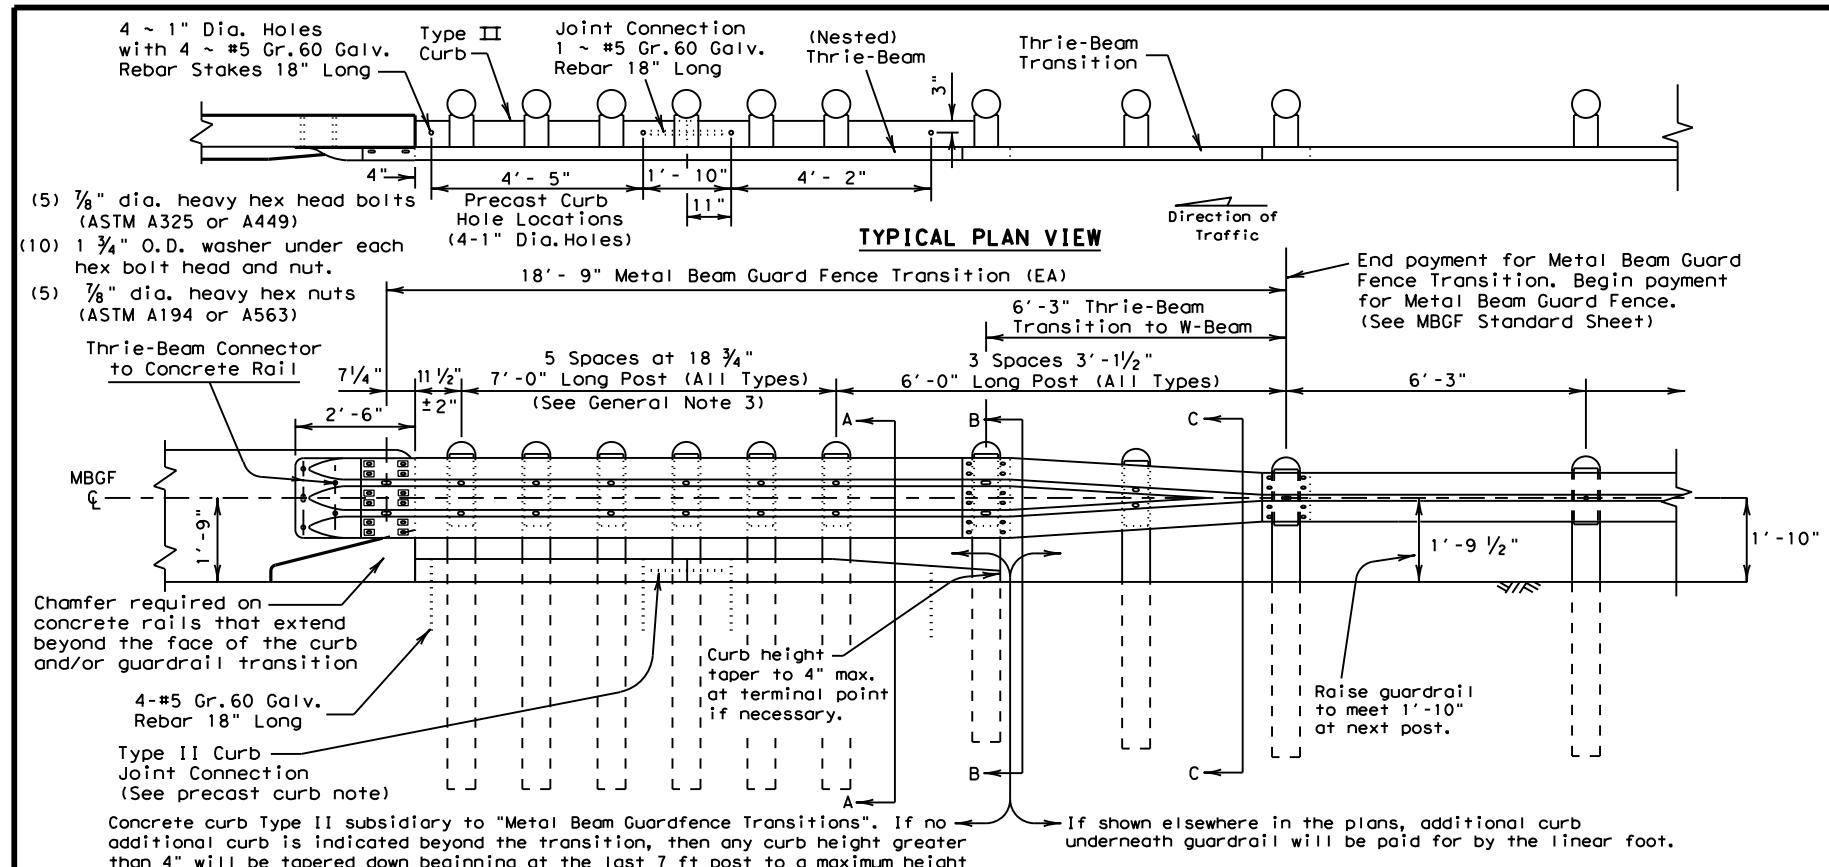 4 ~ 1" Dia. Holes
with 4 ~ #5 Gr.60 Galv.
Rebar Stakes 18" Long
Type II
Curb
Joint Connection
1 ~ #5 Gr.60 Galv.
Rebar 18" Long
(Nested)
Thrie-Beam
Thrie-Beam
Transition
3"
4"
4'- 5"
1'- 10"
4'- 2"
11"
Precast Curb
Hole Locations
(4-1" Dia.Holes)
(5) ⅞" dia. heavy hex head bolts
(ASTM A325 or A449)
(10) 1 ¾" O.D. washer under each
hex bolt head and nut.
(5) ⅞" dia. heavy hex nuts
(ASTM A194 or A563)
TYPICAL PLAN VIEW
Direction of
Traffic
18'- 9" Metal Beam Guard Fence Transition (EA)
End payment for Metal Beam Guard
Fence Transition. Begin payment
for Metal Beam Guard Fence.
(See MBGF Standard Sheet)
6'-3" Thrie-Beam
Transition to W-Beam
Thrie-Beam Connector
to Concrete Rail
7¼"
11 ½"
±2"
5 Spaces at 18 ¾"
7'-0" Long Post (All Types)
(See General Note 3)
3 Spaces 3'-1½"
6'-0" Long Post (All Types)
6'-3"
2'-6"
A
B
C
MBGF
℄
1'-9"
1'-9 ½"
1'-10"
Chamfer required on
concrete rails that extend
beyond the face of the curb
and/or guardrail transition
4-#5 Gr.60 Galv.
Rebar 18" Long
Curb height
taper to 4" max.
at terminal point
if necessary.
Raise guardrail
to meet 1'-10"
at next post.
Type II Curb
Joint Connection
(See precast curb note)
B
C
A
Concrete curb Type II subsidiary to "Metal Beam Guardfence Transitions". If no
additional curb is indicated beyond the transition, then any curb height greater
than 4" will be tapered down beginning at the last 7 ft post to a maximum height
If shown elsewhere in the plans, additional curb
underneath guardrail will be paid for by the linear foot.